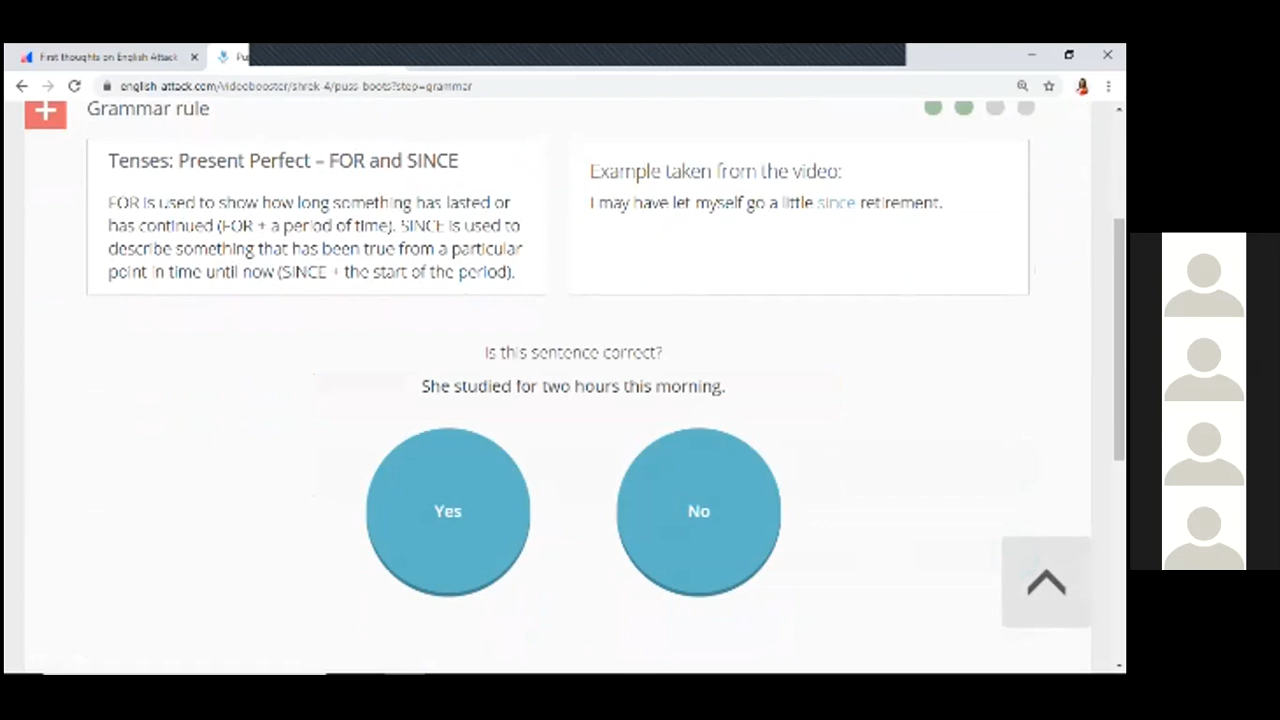 First thoughts on English Attack
Pu
english-attack.com/videobooster/shrek-4/puss-boots?step=grammar
Grammar rule
Tenses: Present Perfect – FOR and SINCE
FOR is used to show how long something has lasted or
has continued (FOR + a period of time). SINCE is used to
describe something that has been true from a particular
point in time until now (SINCE + the start of the period).
Example taken from the video:
I may have let myself go a little since retirement.
Is this sentence correct?
She studied for two hours this morning.
Yes
No